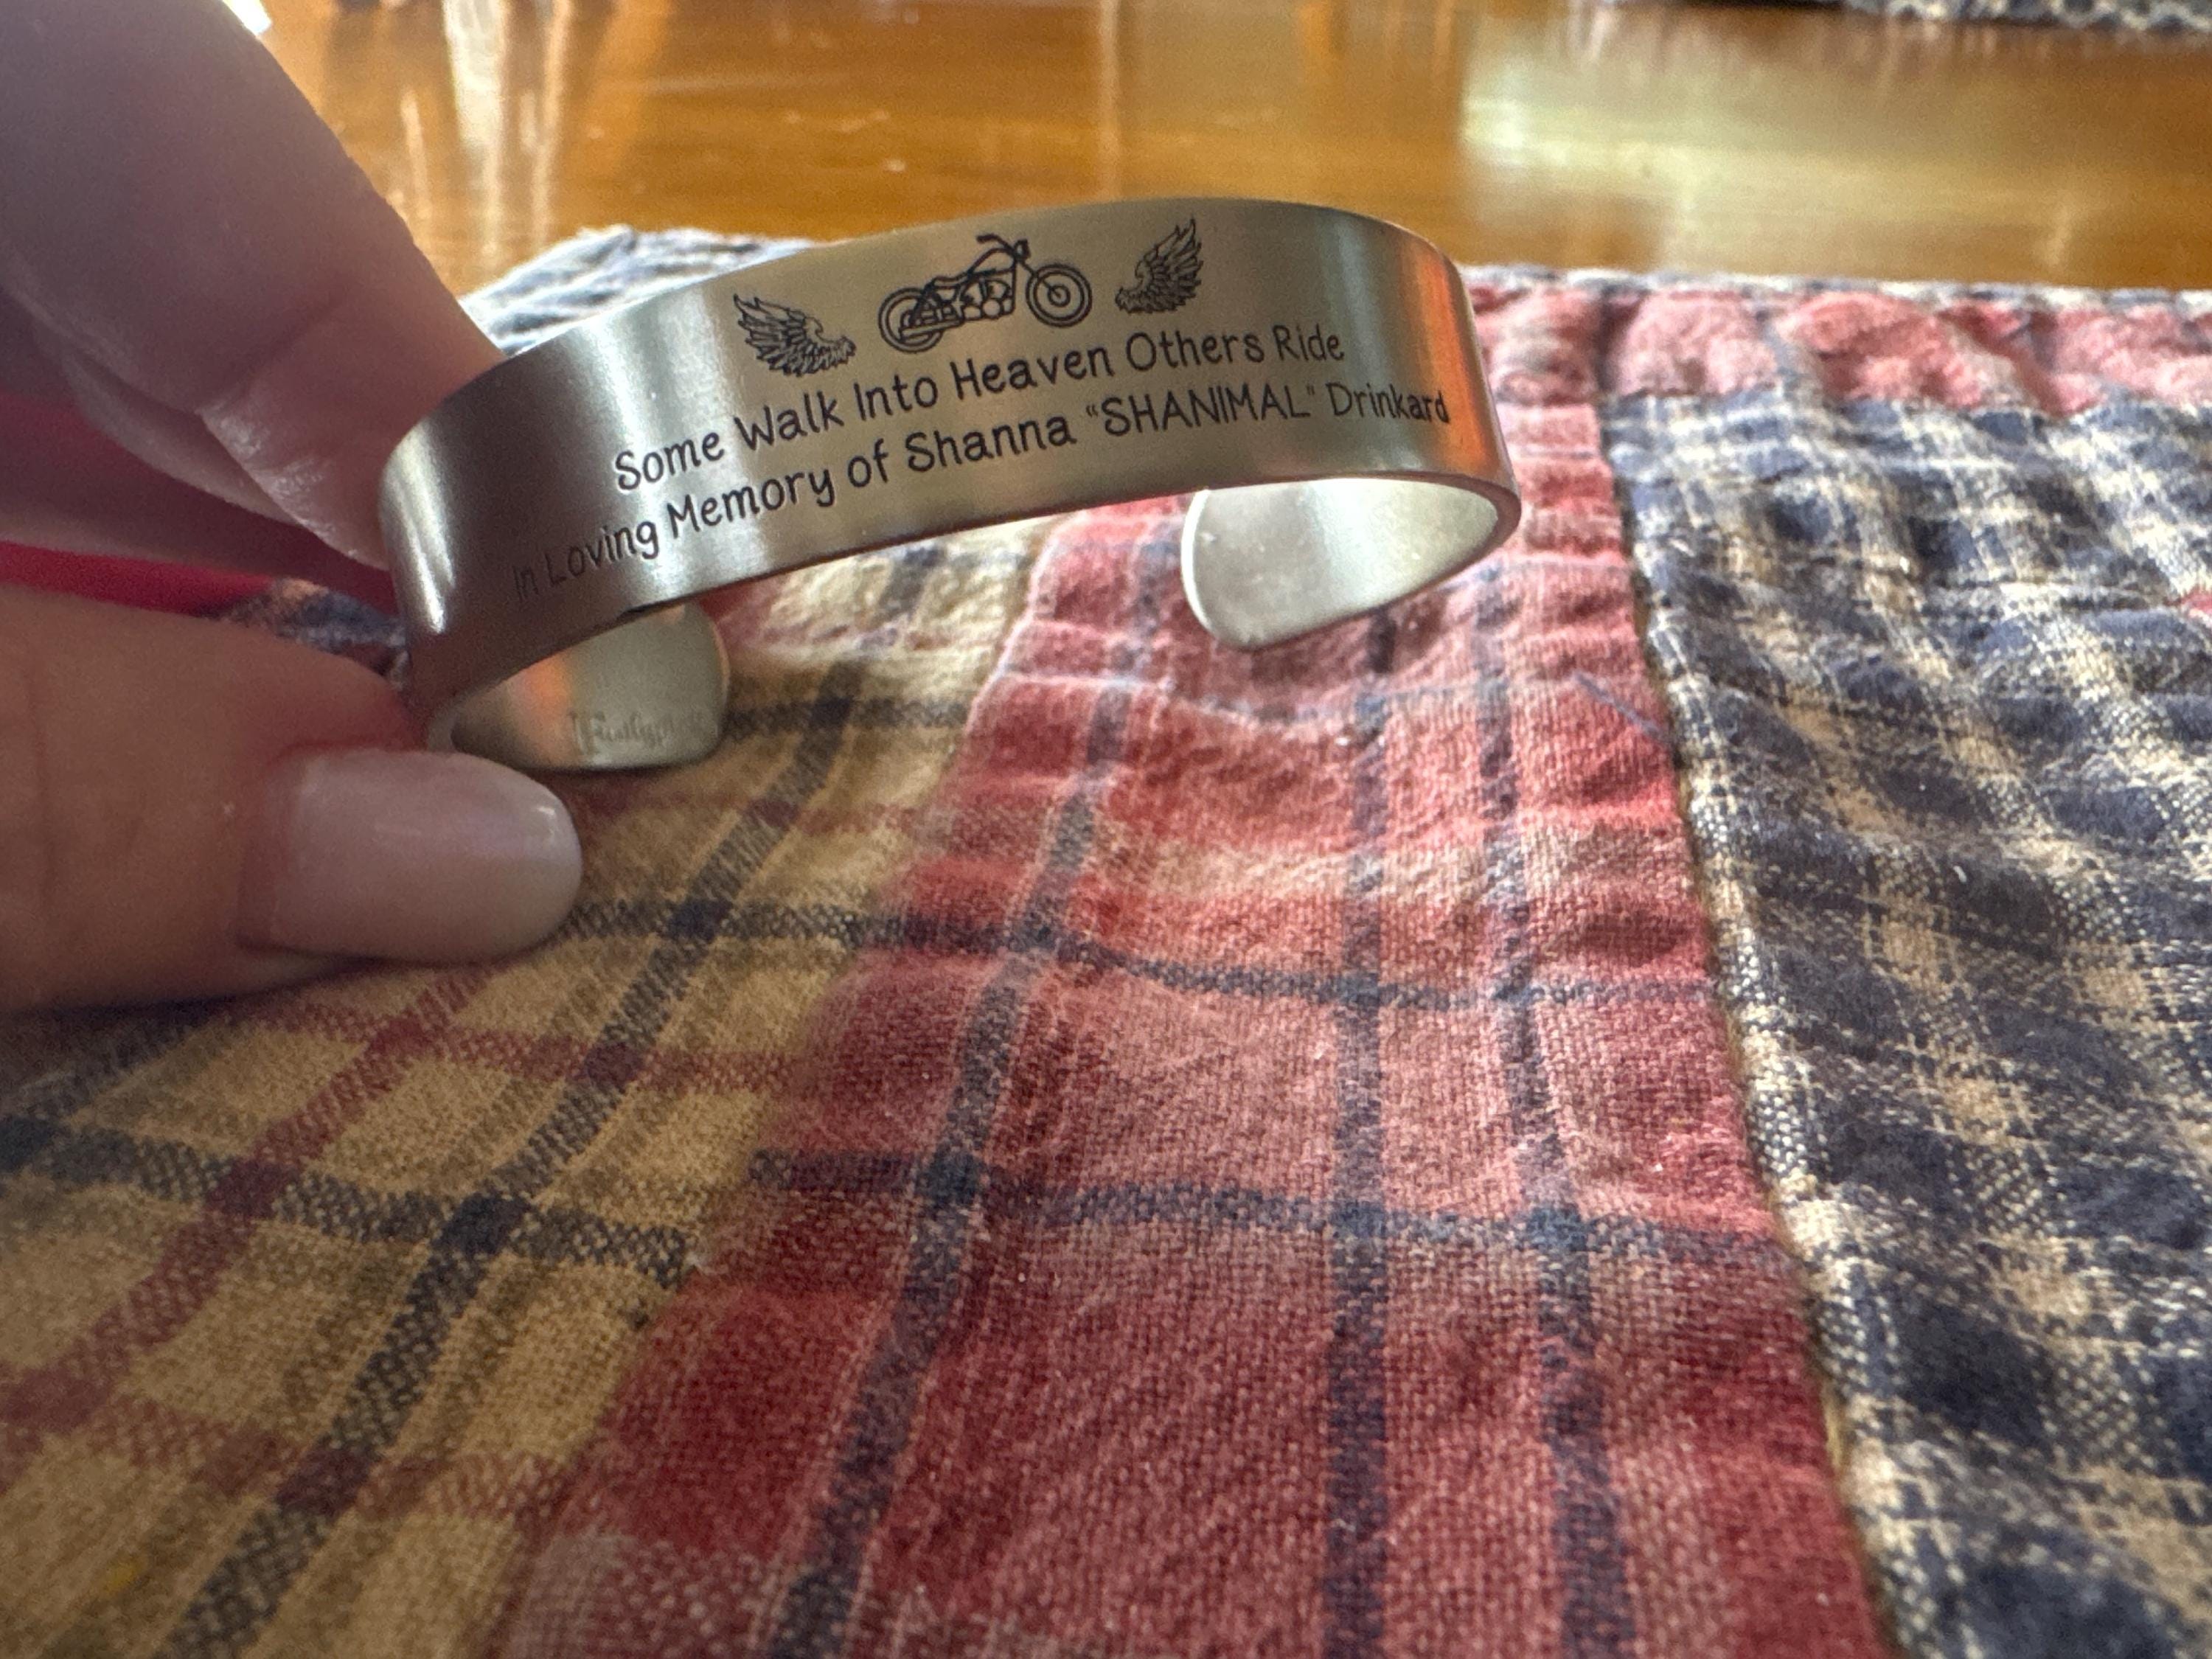 Some Walk Into Heaven Others Ride
In Loving Memory of Shanna “SHANIMAL” Drinkard